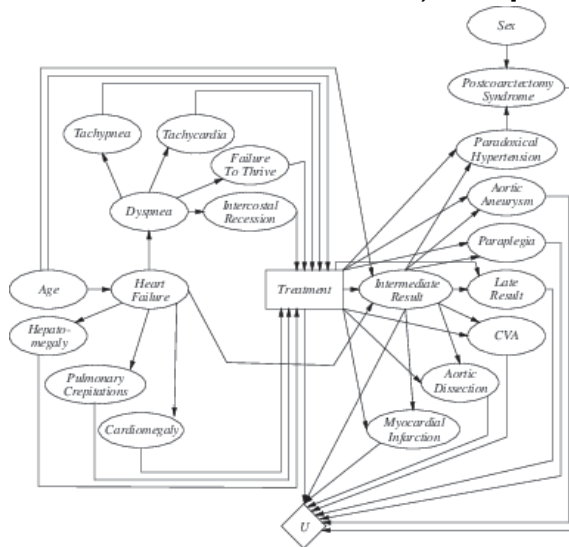 Sex
Postcoarctectomy
Syndrome
Tachypnea
Tachycardia
Failure
To Thrive
Paradoxical
Hypertension
Dyspnea
Intercostal
Recession
Aortic
Aneurysm
Paraplegia
Age
Heart
Failure
Treatment
Intermediate
Result
Late
Result
Hepato-
megaly
CVA
Pulmonary
Crepitations
Aortic
Dissection
Cardiomegaly
Myocardial
Infarction
U